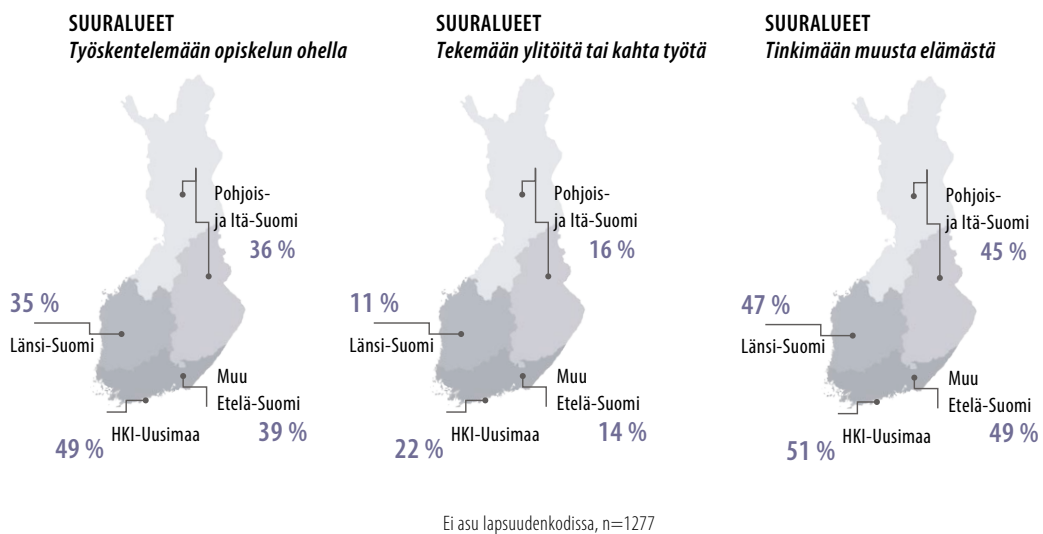 SUURALUEET
Työskentelemään opiskelun ohella
Pohjois-
ja Itä-Suomi
36 %
35 %
Länsi-Suomi
Muu
Etelä-Suomi
39 %
HKI-Uusimaa
49 %
SUURALUEET
Tekemään ylitöitä tai kahta työtä
Pohjois-
ja Itä-Suomi
16 %
11 %
Länsi-Suomi
Muu
Etelä-Suomi
14 %
HKI-Uusimaa
22 %
SUURALUEET
Tinkimään muusta elämästä
Pohjois-
ja Itä-Suomi
45 %
47 %
Länsi-Suomi
Muu
Etelä-Suomi
49 %
HKI-Uusimaa
51 %
Ei asu lapsuudenkodissa, n=1277